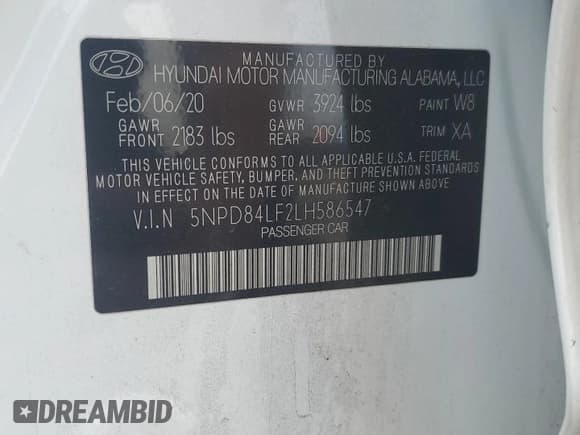 MANUFACTURED BY
HYUNDAI MOTOR MANUFACTURING ALABAMA, LLC
Feb/06/20 GVWR 3924 lbs PAINT W8
GAWR FRONT 2183 lbs GAWR REAR 2094 lbs TRIM XA
THIS VEHICLE CONFORMS TO ALL APPLICABLE U.S.A. FEDERAL
MOTOR VEHICLE SAFETY, BUMPER, AND THEFT PREVENTION STANDARDS
IN EFFECT ON THE DATE OF MANUFACTURE SHOWN ABOVE.
V.I.N 5NPD84LF2LH586547
PASSENGER CAR
DREAMBID